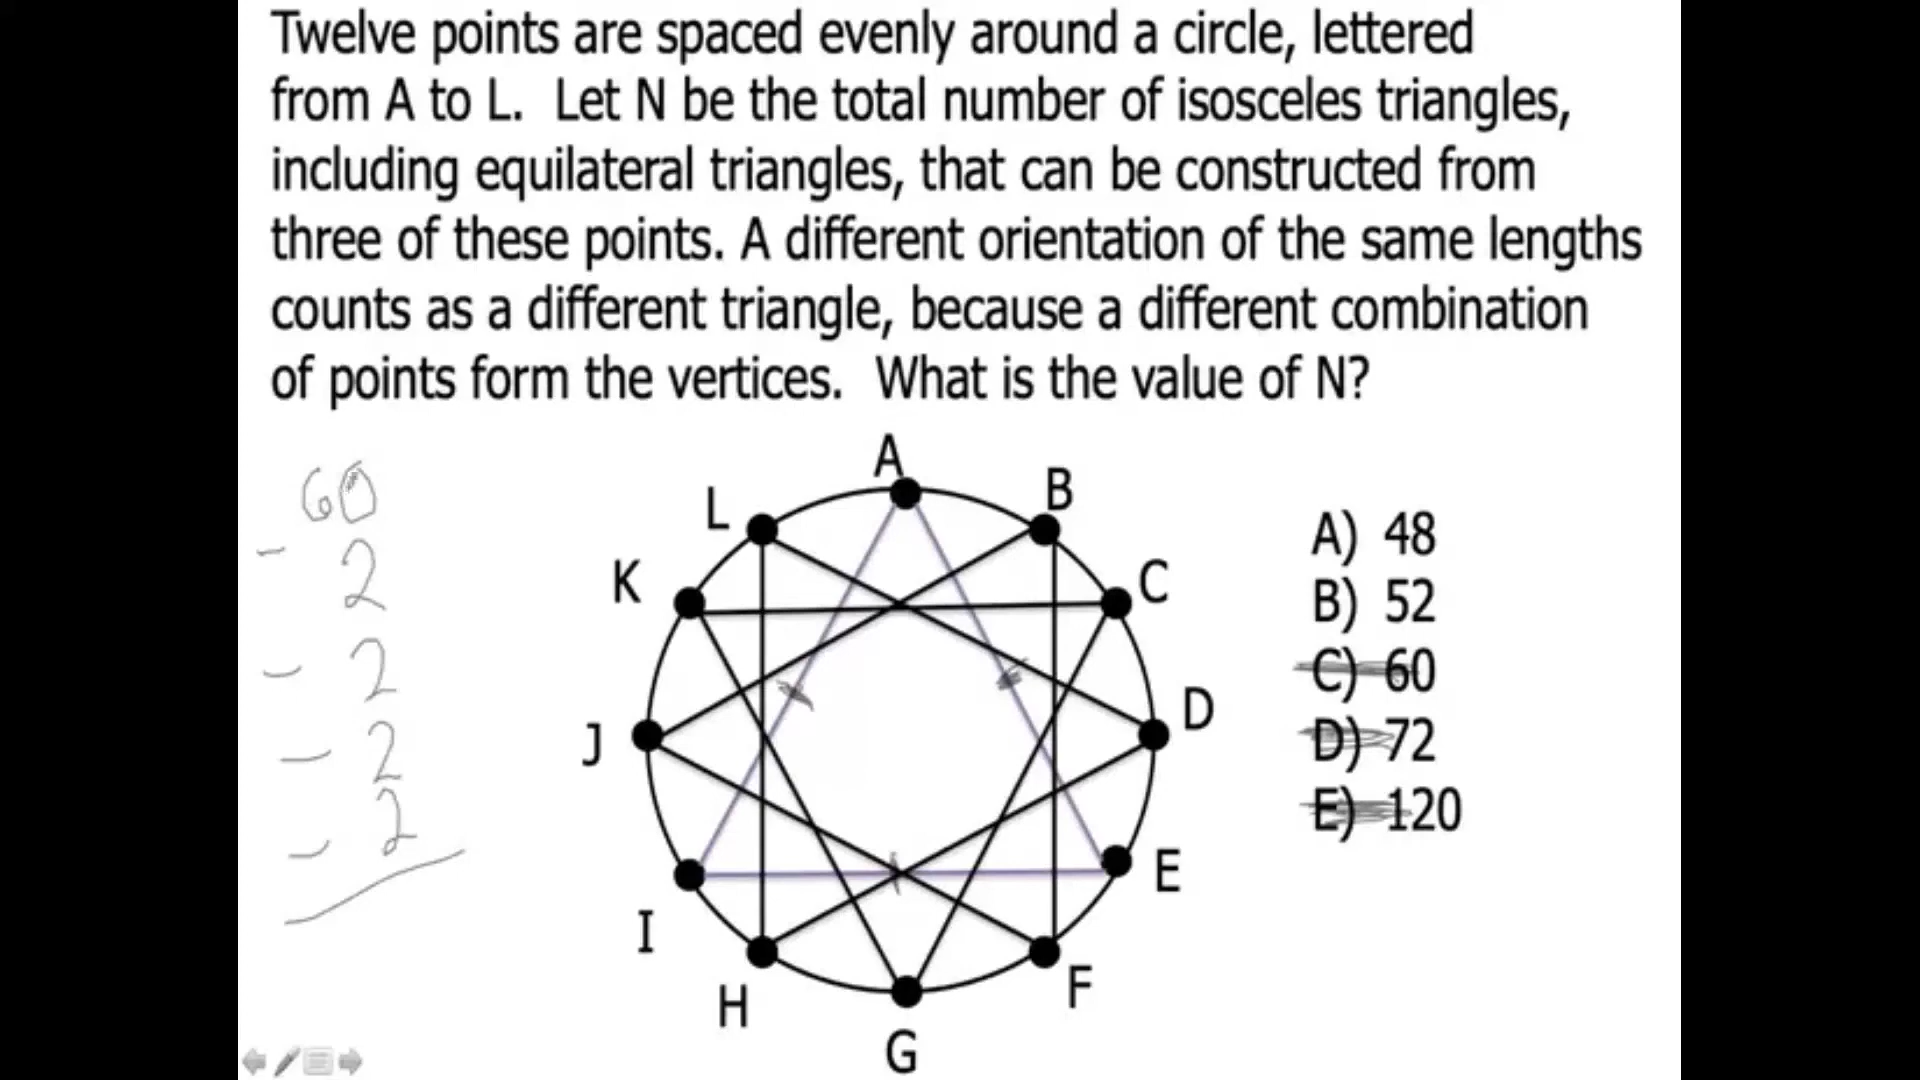 Twelve points are spaced evenly around a circle, lettered
from A to L. Let N be the total number of isosceles triangles,
including equilateral triangles, that can be constructed from
three of these points. A different orientation of the same lengths
counts as a different triangle, because a different combination
of points form the vertices. What is the value of N?
60
- 2
- 2
- 2
- 2
A
B
L
C
K
D
J
E
I
F
H
G
A) 48
B) 52
C) 60
D) 72
E) 120